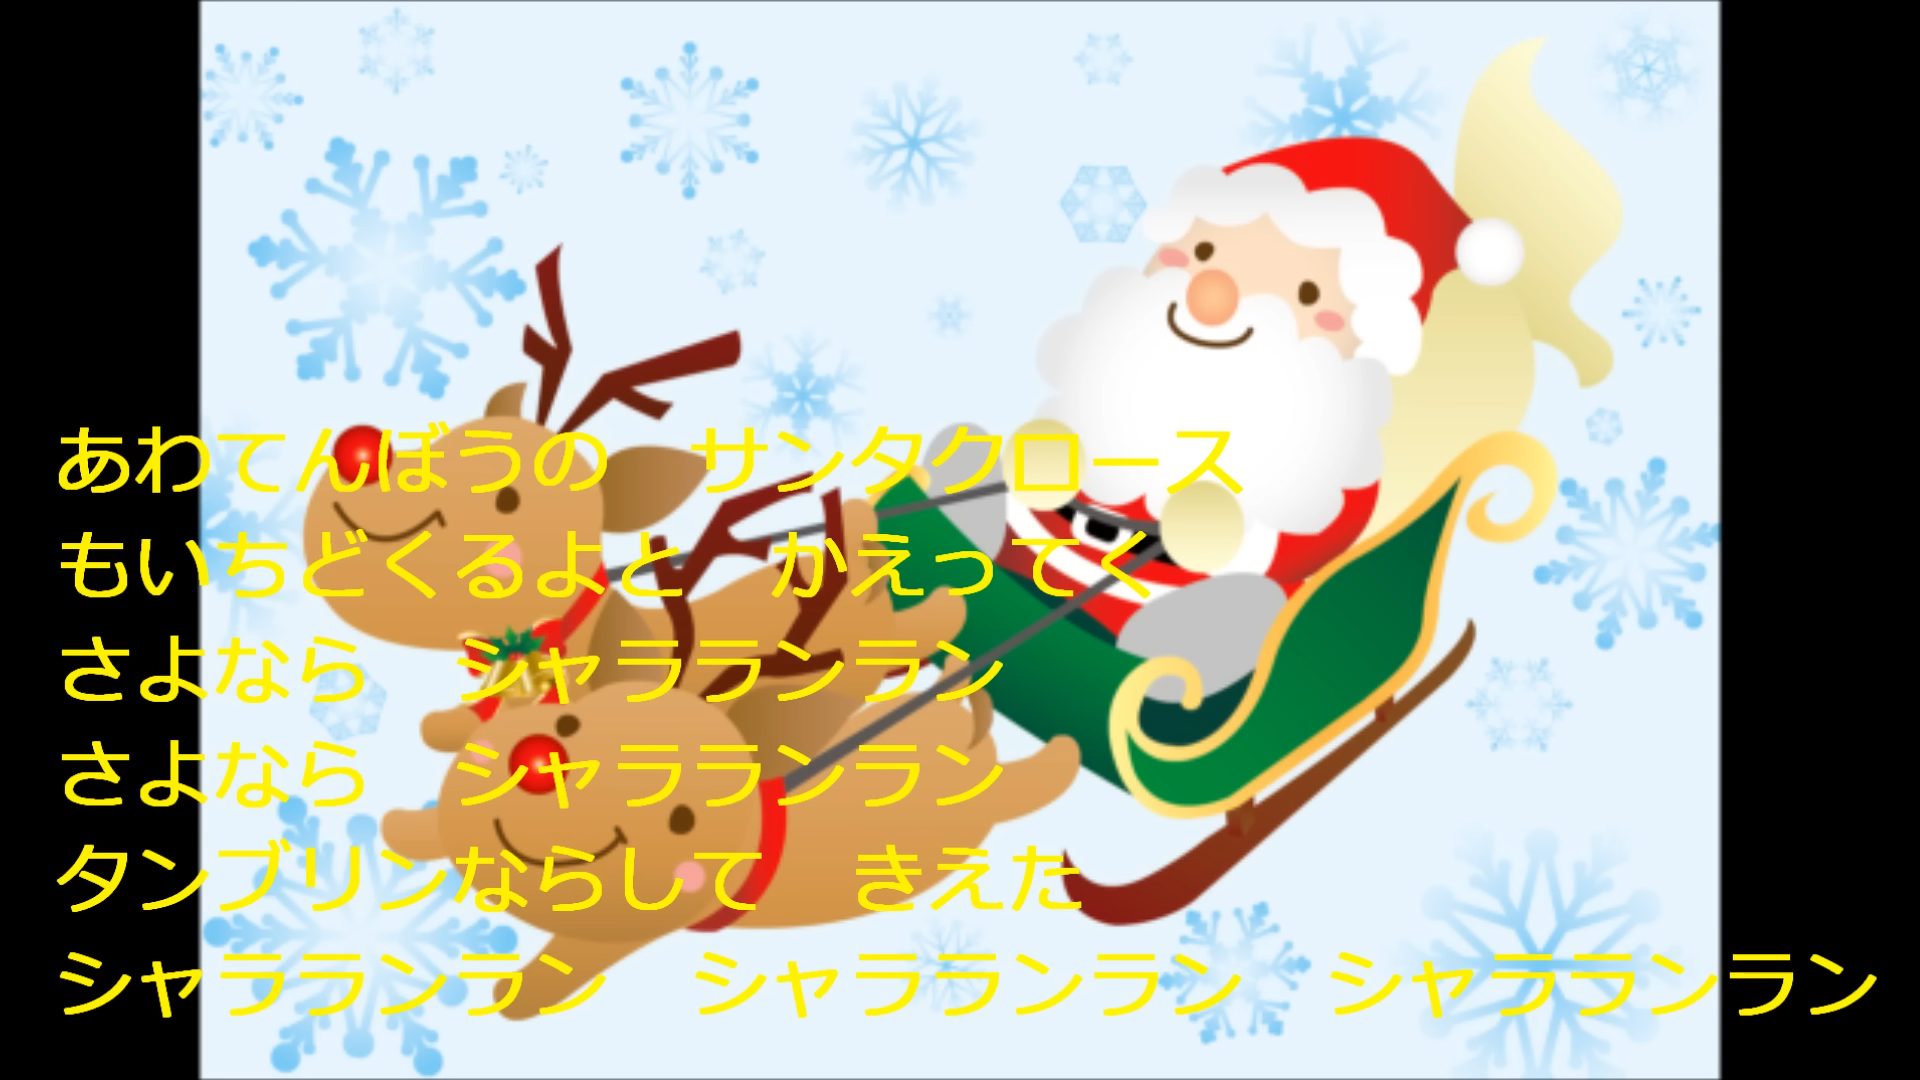 あわてんぼうの　サンタクロース
もいちどくるよと　かえってく
さよなら　シャラランラン
さよなら　シャラランラン
タンブリンならして　きえた
シャラランラン　シャラランラン　シャラランラン